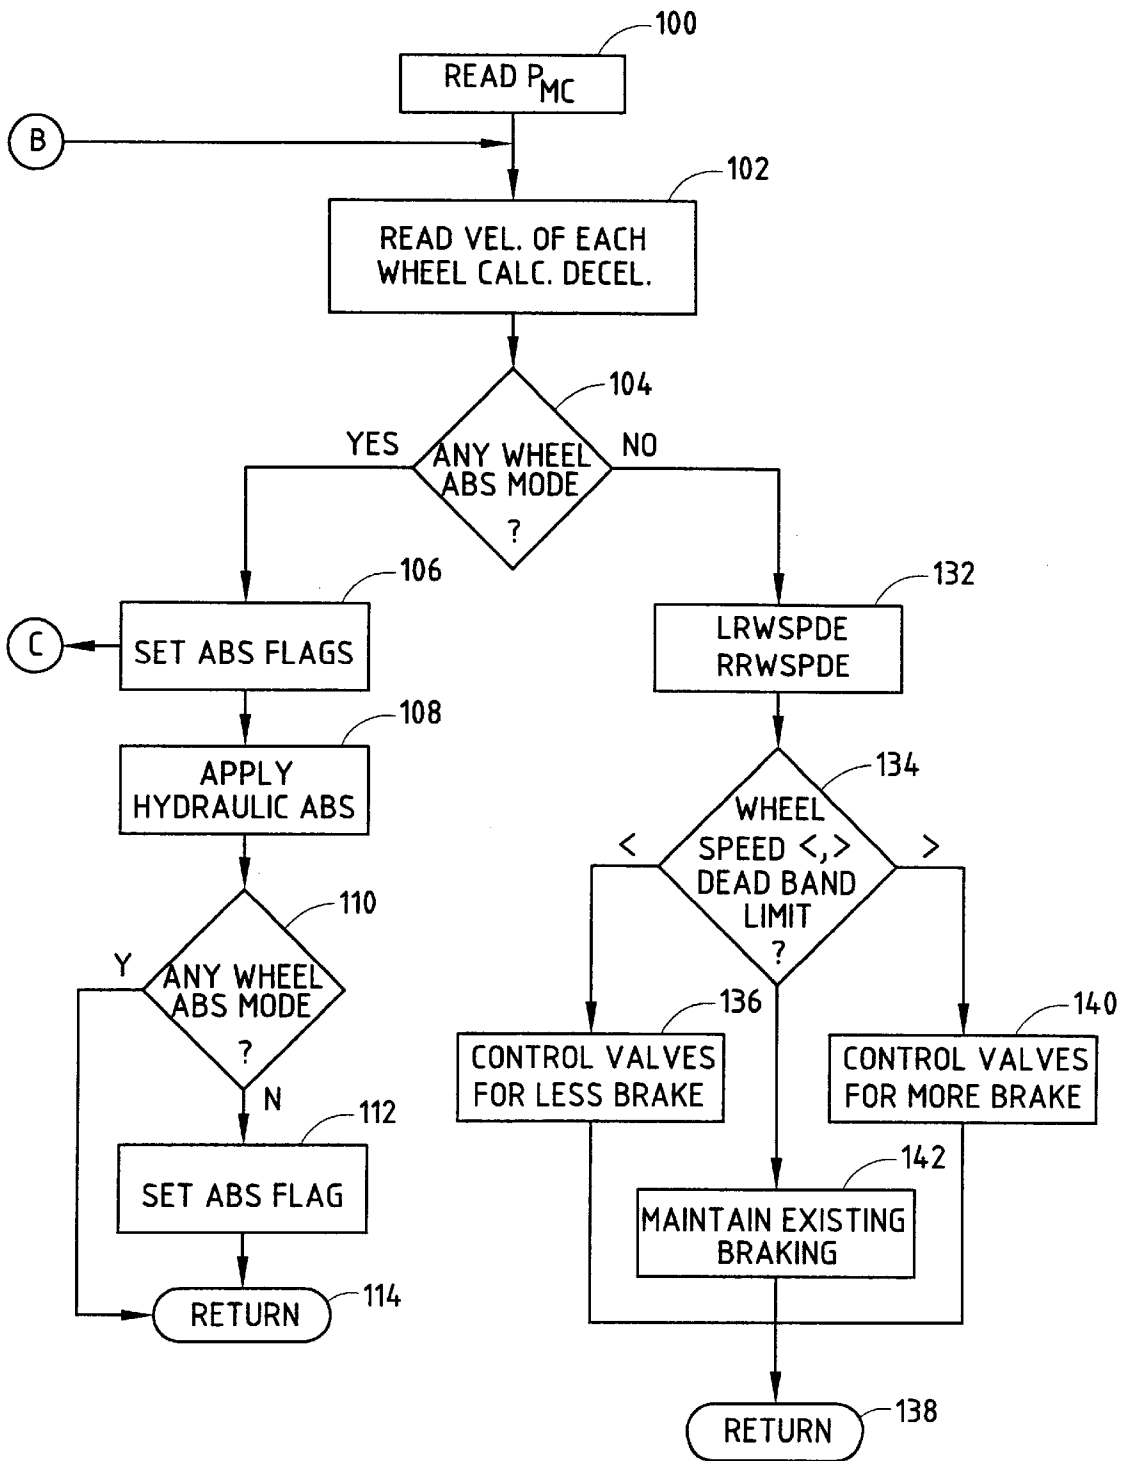 100
READ PMC
B
102
READ VEL. OF EACH
WHEEL CALC. DECEL.
104
YES
NO
ANY WHEEL
ABS MODE
?
106
132
C
SET ABS FLAGS
LRWSPDE
RRWSPDE
108
APPLY
HYDRAULIC ABS
134
WHEEL
SPEED <,>
DEAD BAND
LIMIT
?
<
>
110
Y
ANY WHEEL
ABS MODE
?
N
136
CONTROL VALVES
FOR LESS BRAKE
140
CONTROL VALVES
FOR MORE BRAKE
112
SET ABS FLAG
142
MAINTAIN EXISTING
BRAKING
RETURN
114
RETURN
138